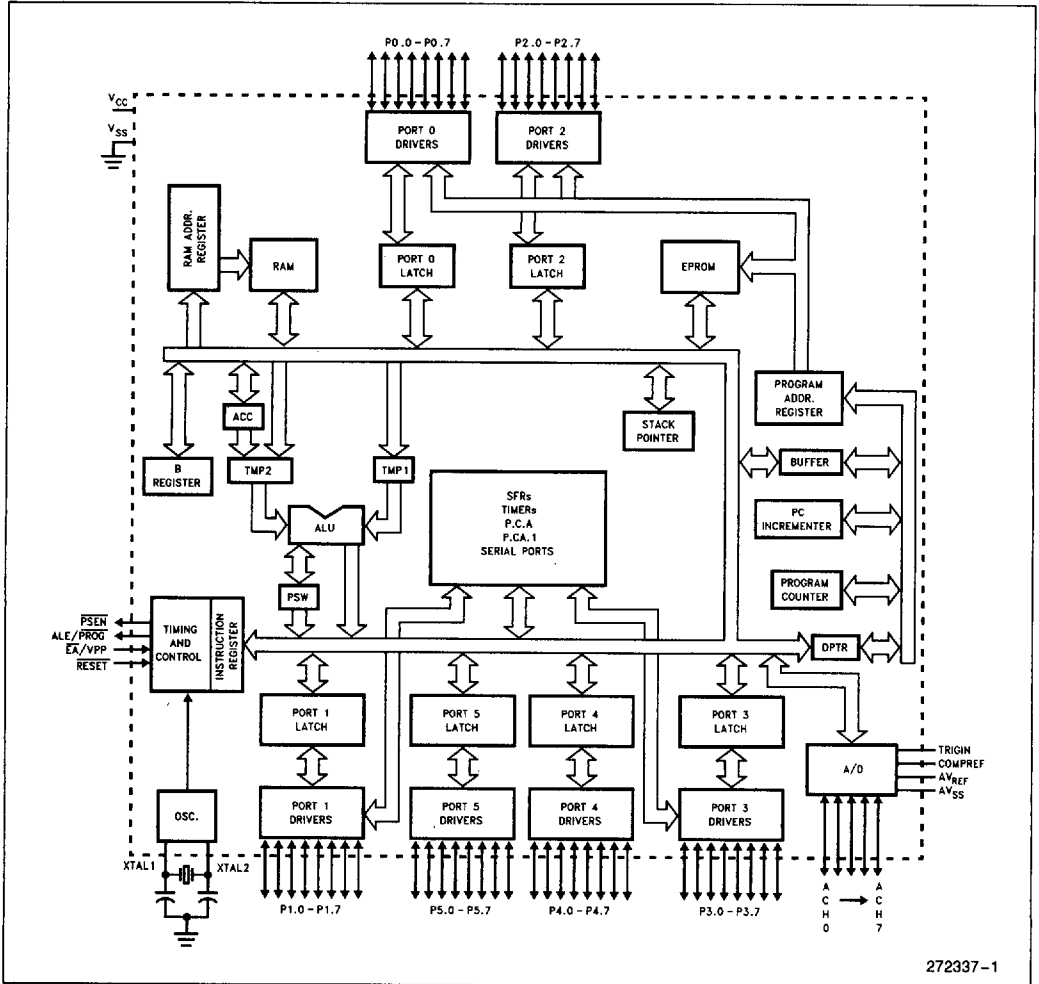 P0.0-P0.7
P2.0-P2.7
VCC
VSS
PORT 0
DRIVERS
PORT 2
DRIVERS
RAM ADDR.
REGISTER
RAM
PORT 0
LATCH
PORT 2
LATCH
EPROM
PROGRAM
ADDR.
REGISTER
ACC
STACK
POINTER
B
REGISTER
TMP2
TMP1
BUFFER
ALU
SFRs
TIMERs
P.C.A
P.CA.1
SERIAL PORTS
PC
INCREMENTER
PSW
PROGRAM
COUNTER
PSEN
ALE/PROG
EA/VPP
RESET
TIMING
AND
CONTROL
INSTRUCTION
REGISTER
DPTR
PORT 1
LATCH
PORT 5
LATCH
PORT 4
LATCH
PORT 3
LATCH
A/D
TRIGIN
COMPREF
AVREF
AVSS
OSC.
PORT 1
DRIVERS
PORT 5
DRIVERS
PORT 4
DRIVERS
PORT 3
DRIVERS
XTAL1
XTAL2
P1.0-P1.7
P5.0-P5.7
P4.0-P4.7
P3.0-P3.7
ACH0
ACH7
272337-1